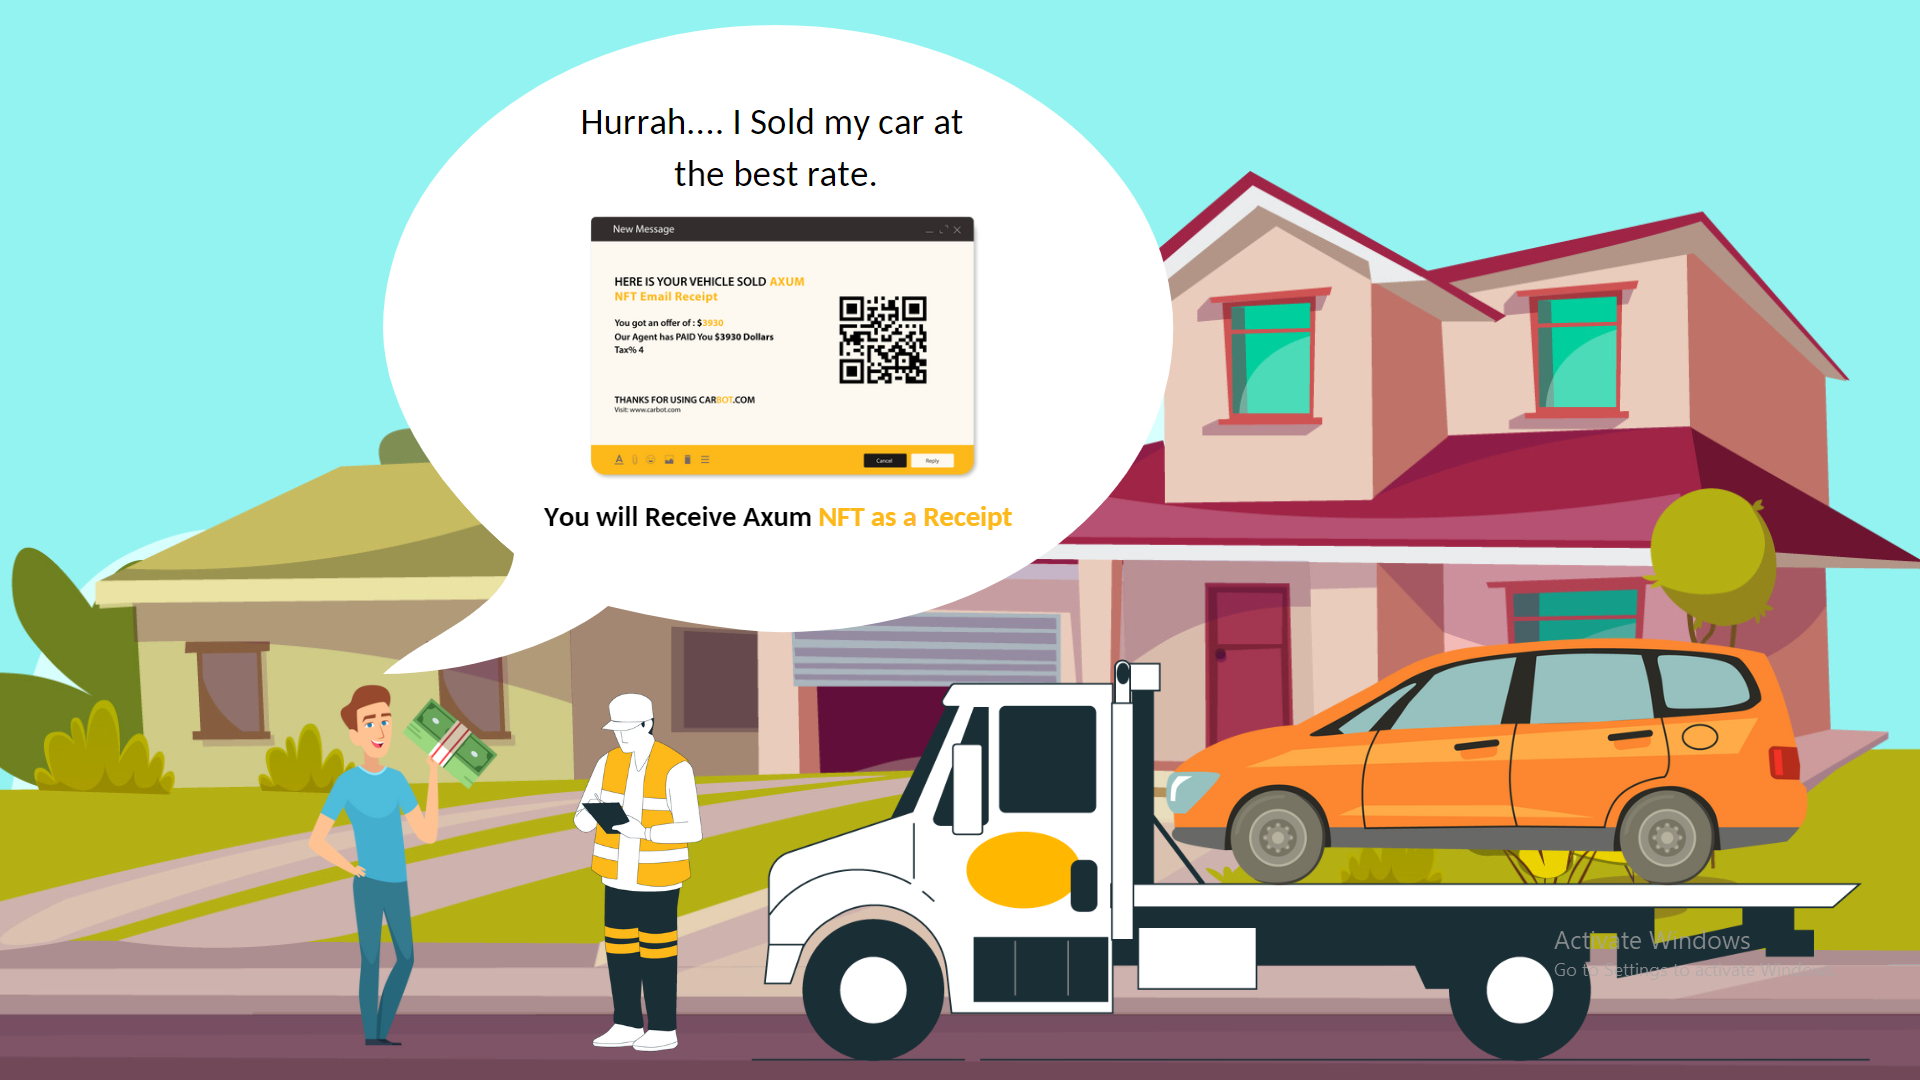 Hurrah.... I Sold my car at
the best rate.
New Message
HERE IS YOUR VEHICLE SOLD AXUM
NFT Email Receipt
You got an offer of : $3930
Our Agent has PAID You $3930 Dollars
Tax% 4
THANKS FOR USING CARBOT.COM
Visit: www.carbot.com
A
Cancel
Reply
You will Receive Axum NFT as a Receipt
Activate Windows
Go to Settings to activate Windows.